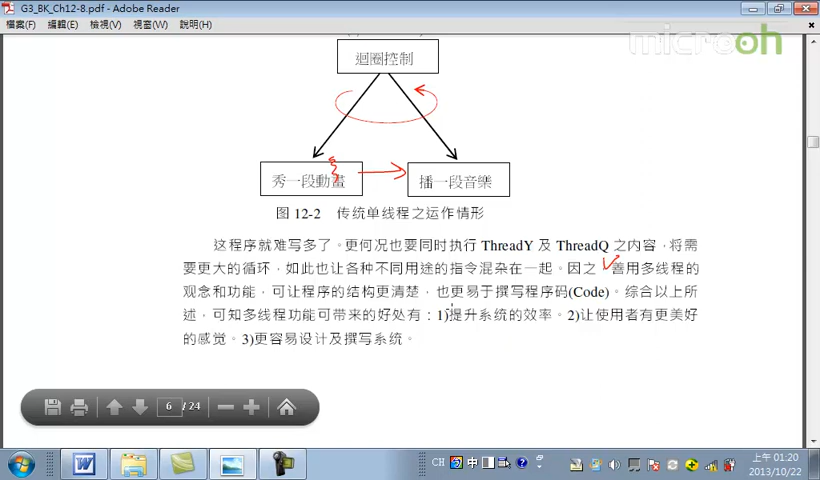 G3_BK_Ch12-8.pdf - Adobe Reader
檔案(F) 編輯(E) 檢視(V) 視窗(W) 說明(H)
microoh
迴圈控制
秀一段動畫
播一段音樂
图 12-2 传统单线程之运作情形
这程序就难写多了。更何况也要同时执行 ThreadY 及 ThreadQ 之内容，将需
要更大的循环，如此也让各种不同用途的指令混杂在一起。因之，善用多线程的
观念和功能，可让程序的结构更清楚，也更易于撰写程序码(Code)。综合以上所
述，可知多线程功能可带来的好处有：1)提升系统的效率。2)让使用者有更美好
的感觉。3)更容易设计及撰写系统。
6 / 24
CH 中
上午 01:20
2013/10/22